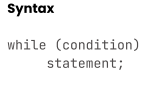 Syntax
while (condition)
statement;